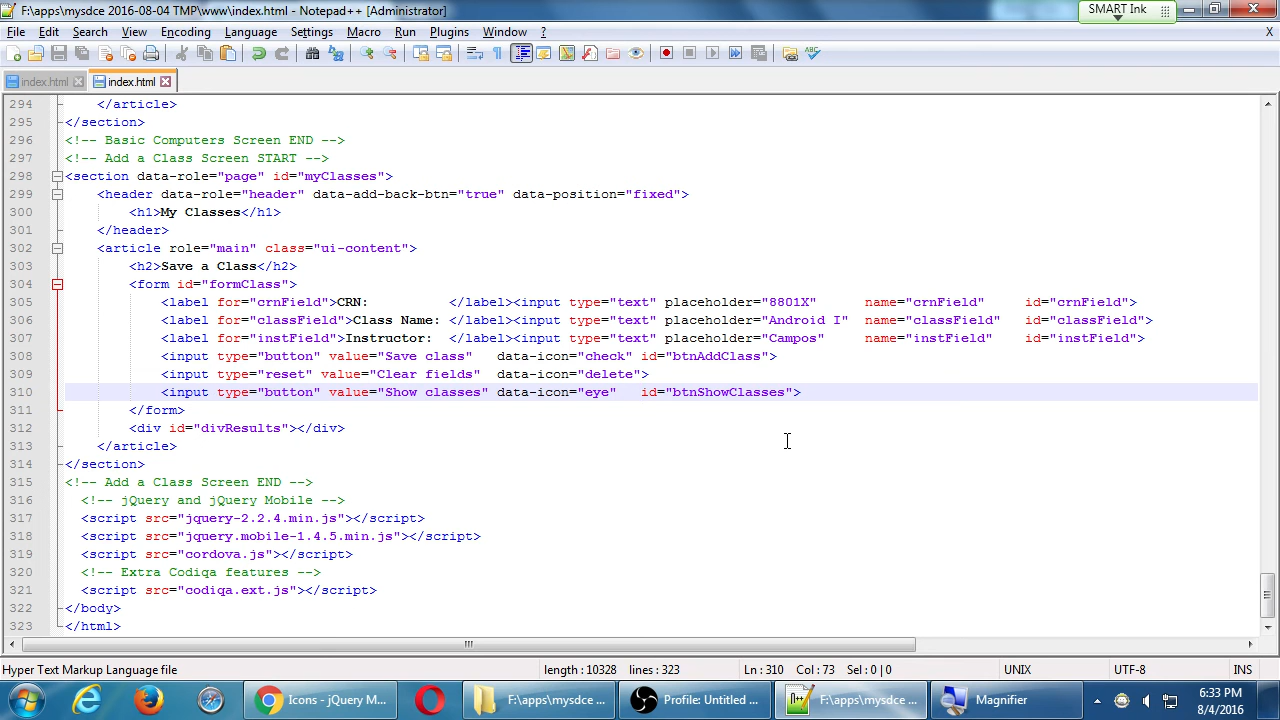 F:\apps\mysdce 2016-08-04 TMP\www\index.html - Notepad++ [Administrator]
SMART Ink
File Edit Search View Encoding Language Settings Macro Run Plugins Window ? X
index.html index.html
294 </article>
295 </section>
296 <!-- Basic Computers Screen END -->
297 <!-- Add a Class Screen START -->
298 <section data-role="page" id="myClasses">
299 <header data-role="header" data-add-back-btn="true" data-position="fixed">
300 <h1>My Classes</h1>
301 </header>
302 <article role="main" class="ui-content">
303 <h2>Save a Class</h2>
304 <form id="formClass">
305 <label for="crnField">CRN: </label><input type="text" placeholder="8801X" name="crnField" id="crnField">
306 <label for="classField">Class Name: </label><input type="text" placeholder="Android I" name="classField" id="classField">
307 <label for="instField">Instructor: </label><input type="text" placeholder="Campos" name="instField" id="instField">
308 <input type="button" value="Save class" data-icon="check" id="btnAddClass">
309 <input type="reset" value="Clear fields" data-icon="delete">
310 <input type="button" value="Show classes" data-icon="eye" id="btnShowClasses">
311 </form>
312 <div id="divResults"></div>
313 </article>
314 </section>
315 <!-- Add a Class Screen END -->
316 <!-- jQuery and jQuery Mobile -->
317 <script src="jquery-2.2.4.min.js"></script>
318 <script src="jquery.mobile-1.4.5.min.js"></script>
319 <script src="cordova.js"></script>
320 <!-- Extra Codiqa features -->
321 <script src="codiqa.ext.js"></script>
322 </body>
323 </html>
Hyper Text Markup Language file length : 10328 lines : 323 Ln : 310 Col : 73 Sel : 0 | 0 UNIX UTF-8 INS
Icons - jQuery M... F:\apps\mysdce ... Profile: Untitled ... F:\apps\mysdce ... Magnifier 6:33 PM
8/4/2016